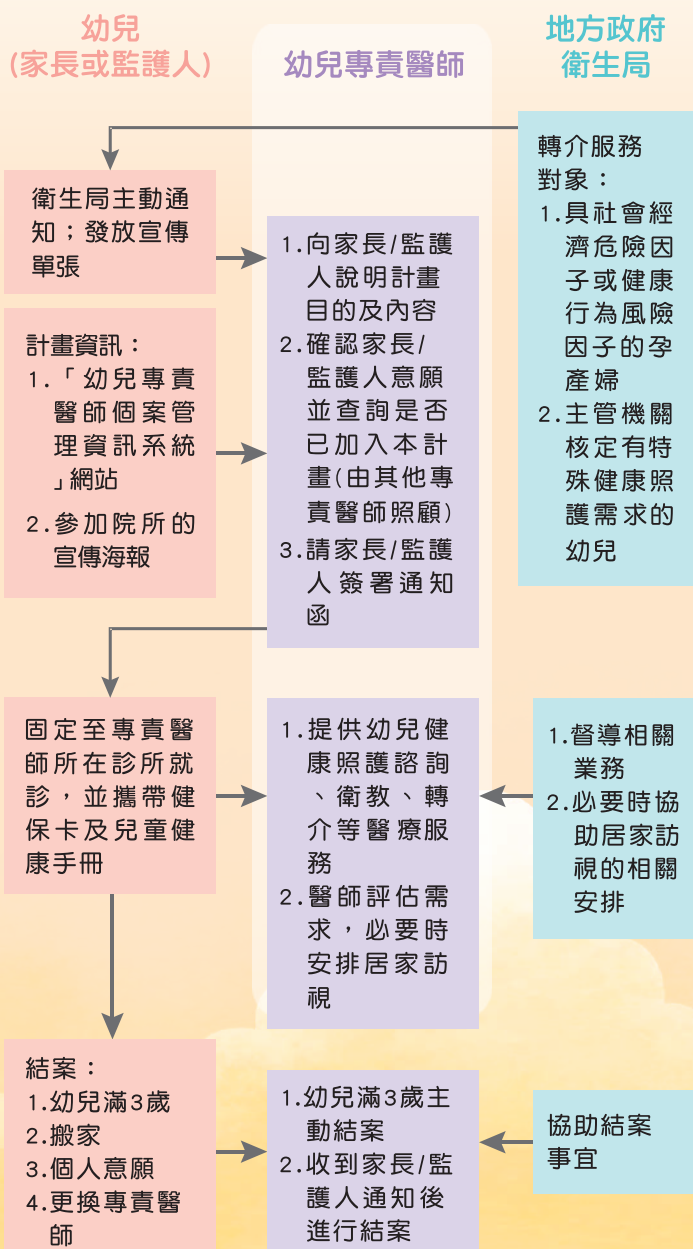 幼兒
(家長或監護人)
幼兒專責醫師
地方政府
衛生局
轉介服務
對象：
1.具社會經
濟危險因
子或健康
行為風險
因子的孕
產婦
2.主管機關
核定有特
殊健康照
護需求的
幼兒
衛生局主動通
知；發放宣傳
單張
計畫資訊：
1.「幼兒專責
醫師個案管
理資訊系統
」網站
2.參加院所的
宣傳海報
1.向家長/監護
人說明計畫
目的及內容
2.確認家長/
監護人意願
並查詢是否
已加入本計
畫(由其他專
責醫師照顧)
3.請家長/監護
人簽署通知
函
固定至專責醫
師所在診所就
診，並攜帶健
保卡及兒童健
康手冊
1.提供幼兒健
康照護諮詢
、衛教、轉
介等醫療服
務
2.醫師評估需
求，必要時
安排居家訪
視
1.督導相關
業務
2.必要時協
助居家訪
視的相關
安排
結案：
1.幼兒滿3歲
2.搬家
3.個人意願
4.更換專責醫
師
1.幼兒滿3歲主
動結案
2.收到家長/監
護人通知後
進行結案
協助結案
事宜